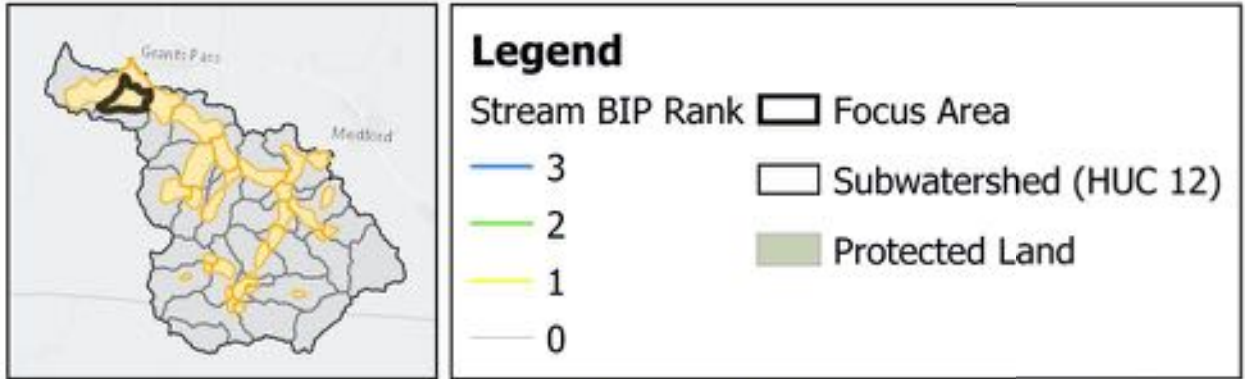 Grants Pass
Medford
Legend
Stream BIP Rank
3
2
1
0
Focus Area
Subwatershed (HUC 12)
Protected Land